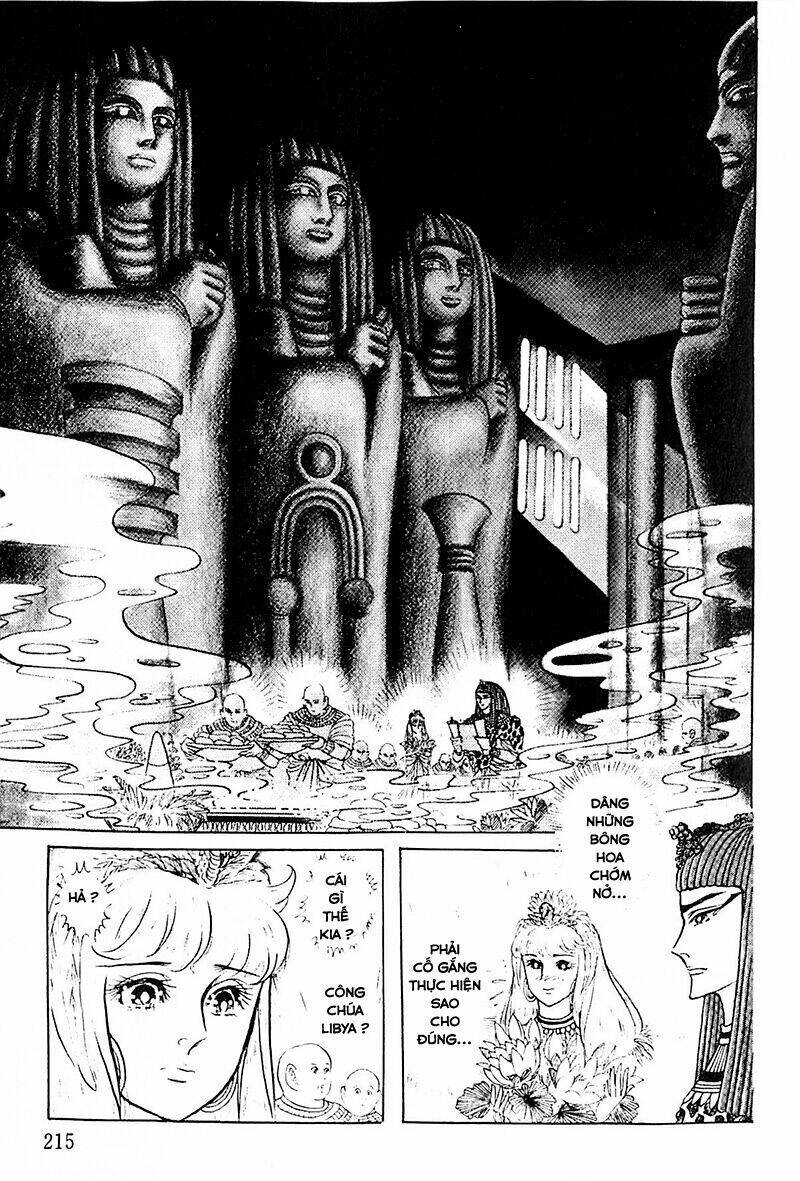 DÂNG
NHỮNG
BÔNG
HOA
CHỚM
NỞ...
PHẢI
CỐ GẮNG
THỰC HIỆN
SAO
CHO
ĐÚNG...
CÁI
GÌ
THẾ
KIA ?
CÔNG
CHÚA
LIBYA ?
HẢ ?
215